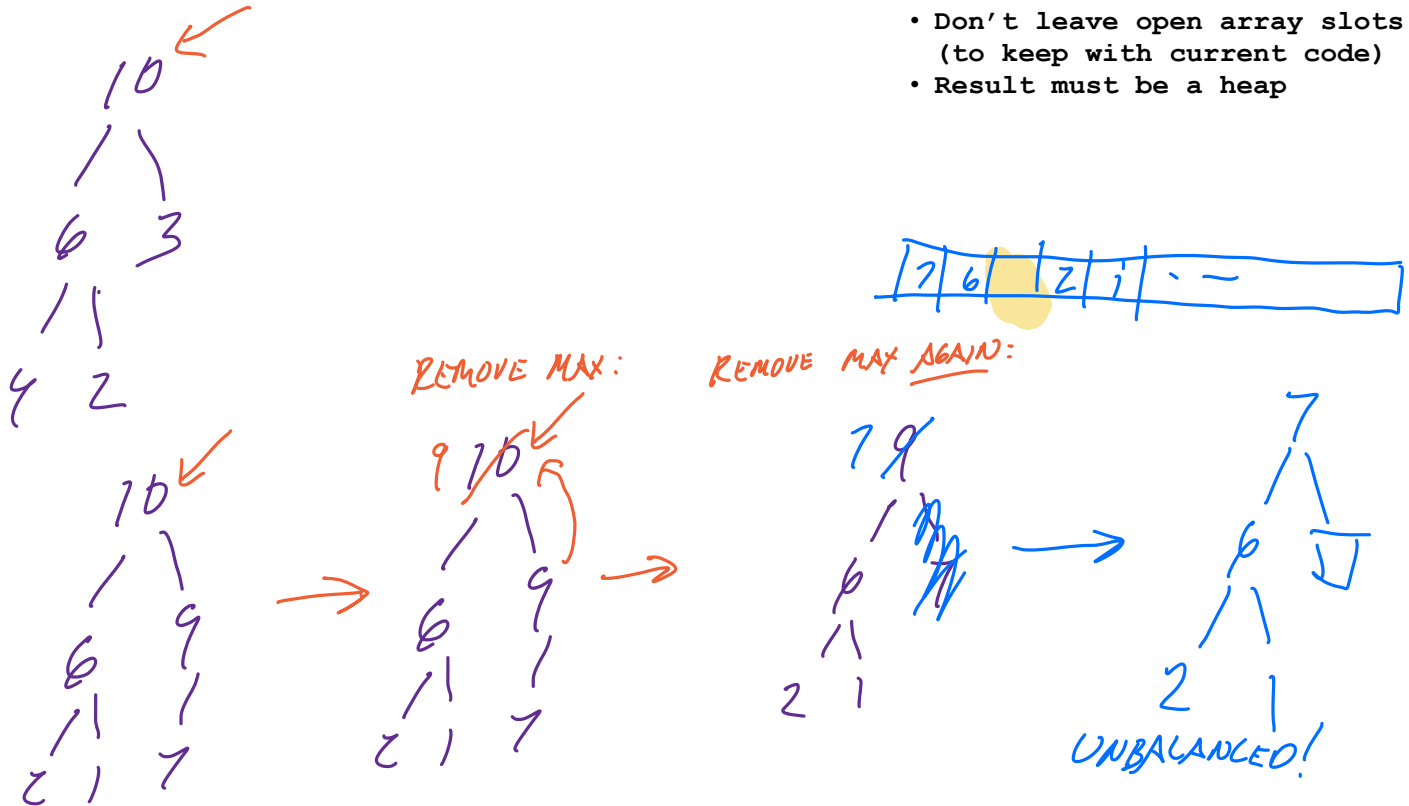 • Don't leave open array slots
(to keep with current code)
• Result must be a heap
10
6 3
4 2
7 6 2 1
REMOVE MAX:
REMOVE MAX AGAIN:
10
6 9
2 1 7
9 10
6 9
2 1 7
7 9
6 7
2 1
7
6
2 1
UNBALANCED!